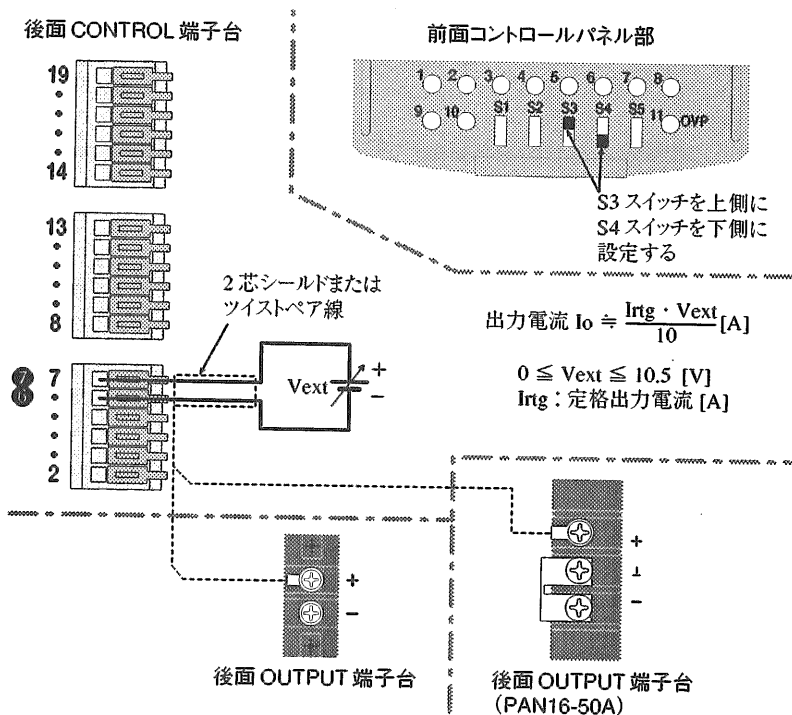 後面 CONTROL 端子台
19
14
13
8
7
2
❼
❻
2芯シールドまたは
ツイストペア線
Vext
+
−
前面コントロールパネル部
1 2 3 4 5 6 7 8
9 10 S1 S2 S3 S4 S5 11 OVP
S3 スイッチを上側に
S4 スイッチを下側に
設定する
出力電流 Io ≒ Irtg・Vext / 10 [A]
0 ≦ Vext ≦ 10.5 [V]
Irtg：定格出力電流 [A]
+
−
後面 OUTPUT 端子台
+
⊥
−
後面 OUTPUT 端子台
(PAN16-50A)